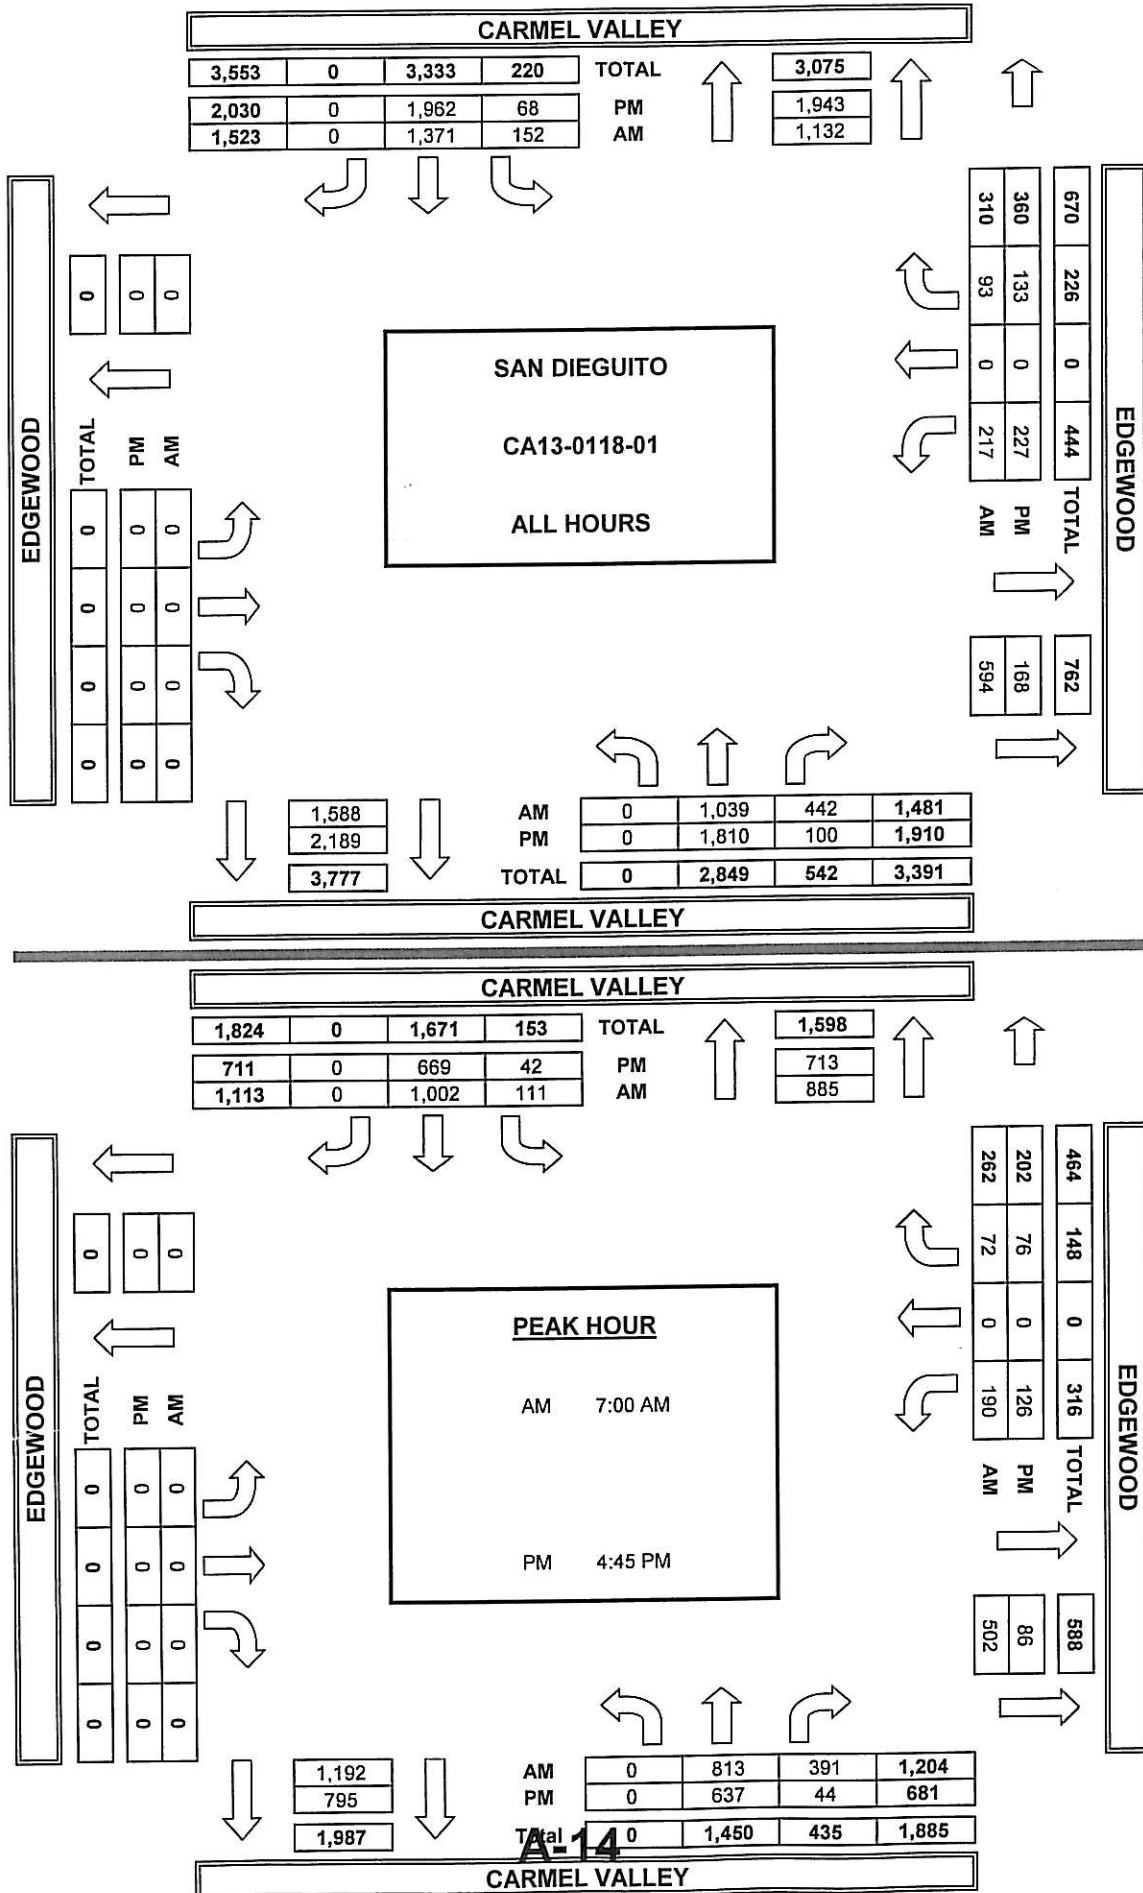 CARMEL VALLEY
3,553 0 3,333 220 TOTAL 3,075
2,030 0 1,962 68 PM 1,943
1,523 0 1,371 152 AM 1,132
EDGEWOOD
0 0 0
TOTAL PM AM
0 0 0
0 0 0
0 0 0
0 0 0
SAN DIEGUITO
CA13-0118-01
ALL HOURS
670 226 0 444 TOTAL 762
360 133 0 227 PM 168
310 93 0 217 AM 594
EDGEWOOD
1,588 AM 0 1,039 442 1,481
2,189 PM 0 1,810 100 1,910
3,777 TOTAL 0 2,849 542 3,391
CARMEL VALLEY
CARMEL VALLEY
1,824 0 1,671 153 TOTAL 1,598
711 0 669 42 PM 713
1,113 0 1,002 111 AM 885
EDGEWOOD
0 0 0
TOTAL PM AM
0 0 0
0 0 0
0 0 0
0 0 0
PEAK HOUR
AM 7:00 AM
PM 4:45 PM
464 148 0 316 TOTAL 588
202 76 0 126 PM 86
262 72 0 190 AM 502
EDGEWOOD
1,192 AM 0 813 391 1,204
795 PM 0 637 44 681
1,987 Total 0 1,450 435 1,885
A-14
CARMEL VALLEY